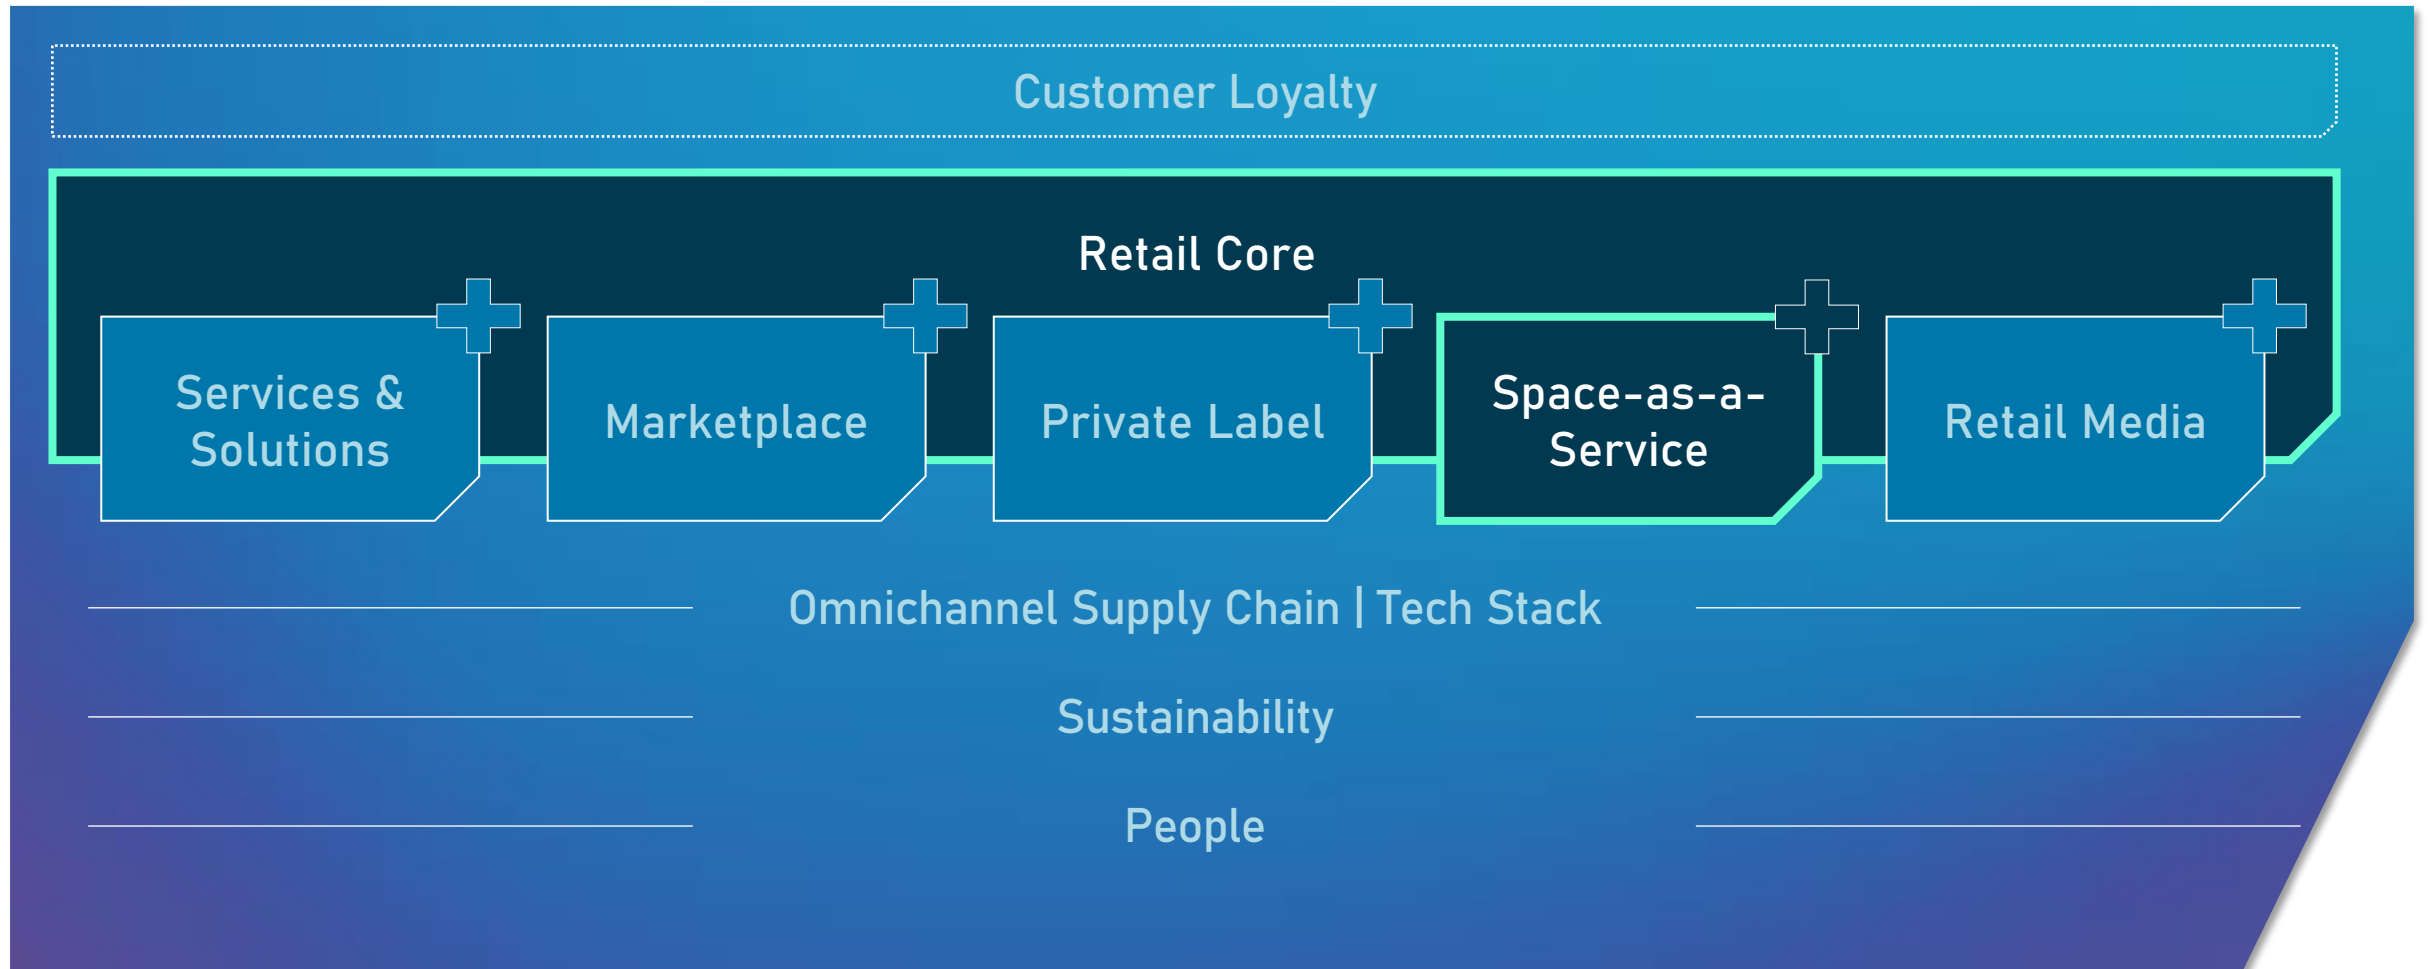 Customer Loyalty
Retail Core
Services &
Solutions
Marketplace
Private Label
Space-as-a-
Service
Retail Media
Omnichannel Supply Chain | Tech Stack
Sustainability
People